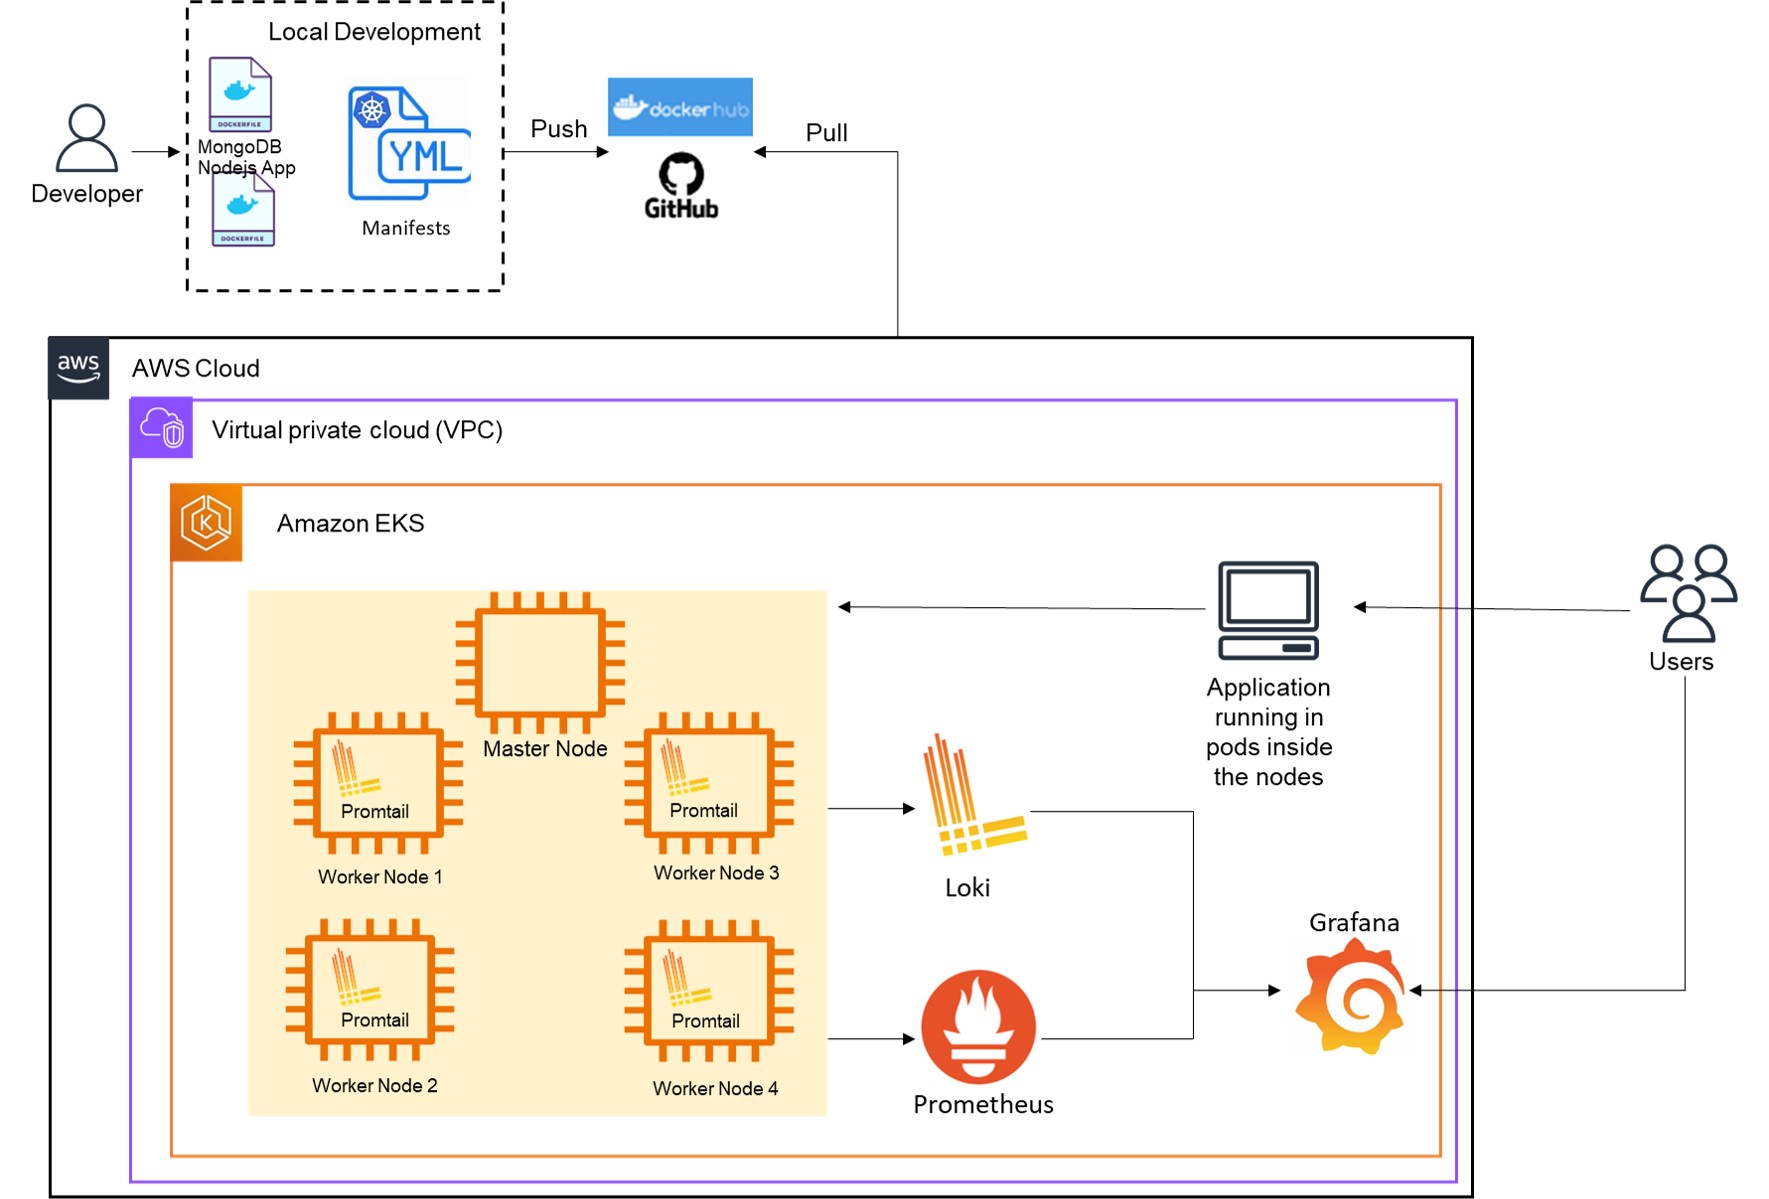 Local Development
DOCKERFILE
MongoDB
Nodejs App
DOCKERFILE
YML
Manifests
Developer
Push
dockerhub
GitHub
Pull
aws
AWS Cloud
Virtual private cloud (VPC)
K
Amazon EKS
Master Node
Promtail
Worker Node 1
Promtail
Worker Node 3
Promtail
Worker Node 2
Promtail
Worker Node 4
Application
running in
pods inside
the nodes
Users
Loki
Prometheus
Grafana